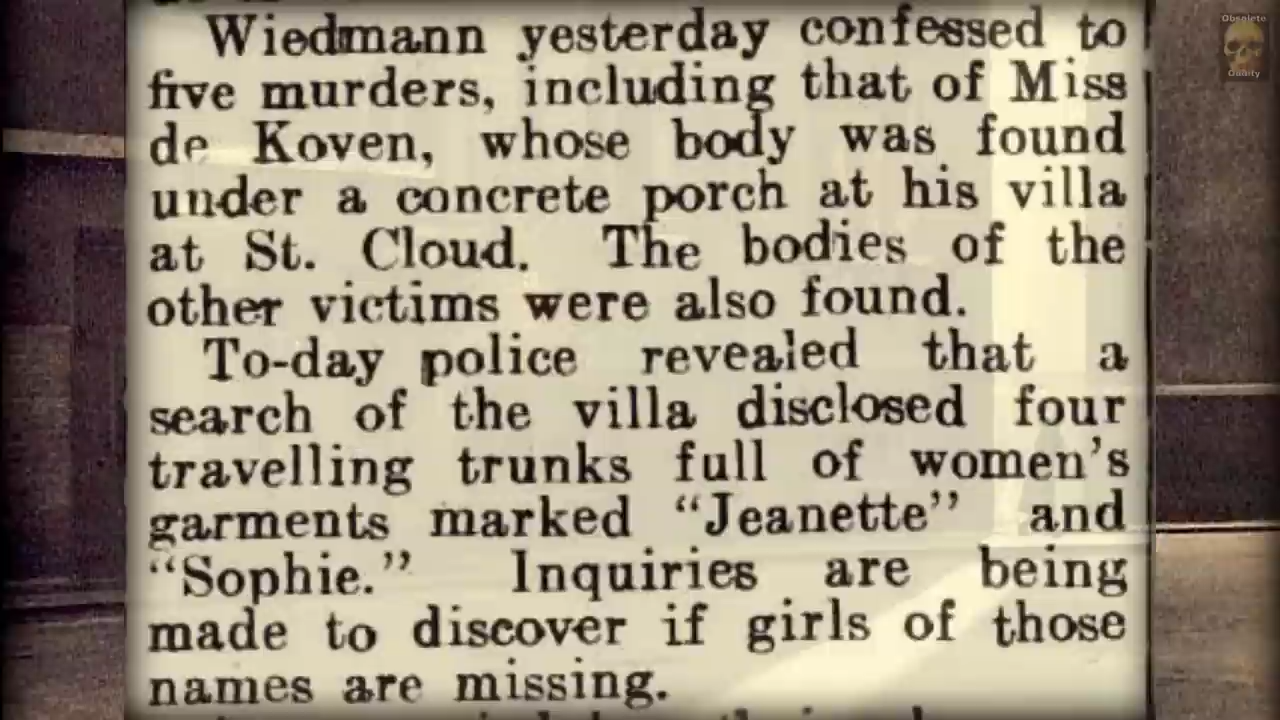 Obsolete
Oddity
Wiedmann yesterday confessed to
five murders, including that of Miss
de Koven, whose body was found
under a concrete porch at his villa
at St. Cloud. The bodies of the
other victims were also found.
To-day police revealed that a
search of the villa disclosed four
travelling trunks full of women's
garments marked “Jeanette” and
“Sophie.” Inquiries are being
made to discover if girls of those
names are missing.